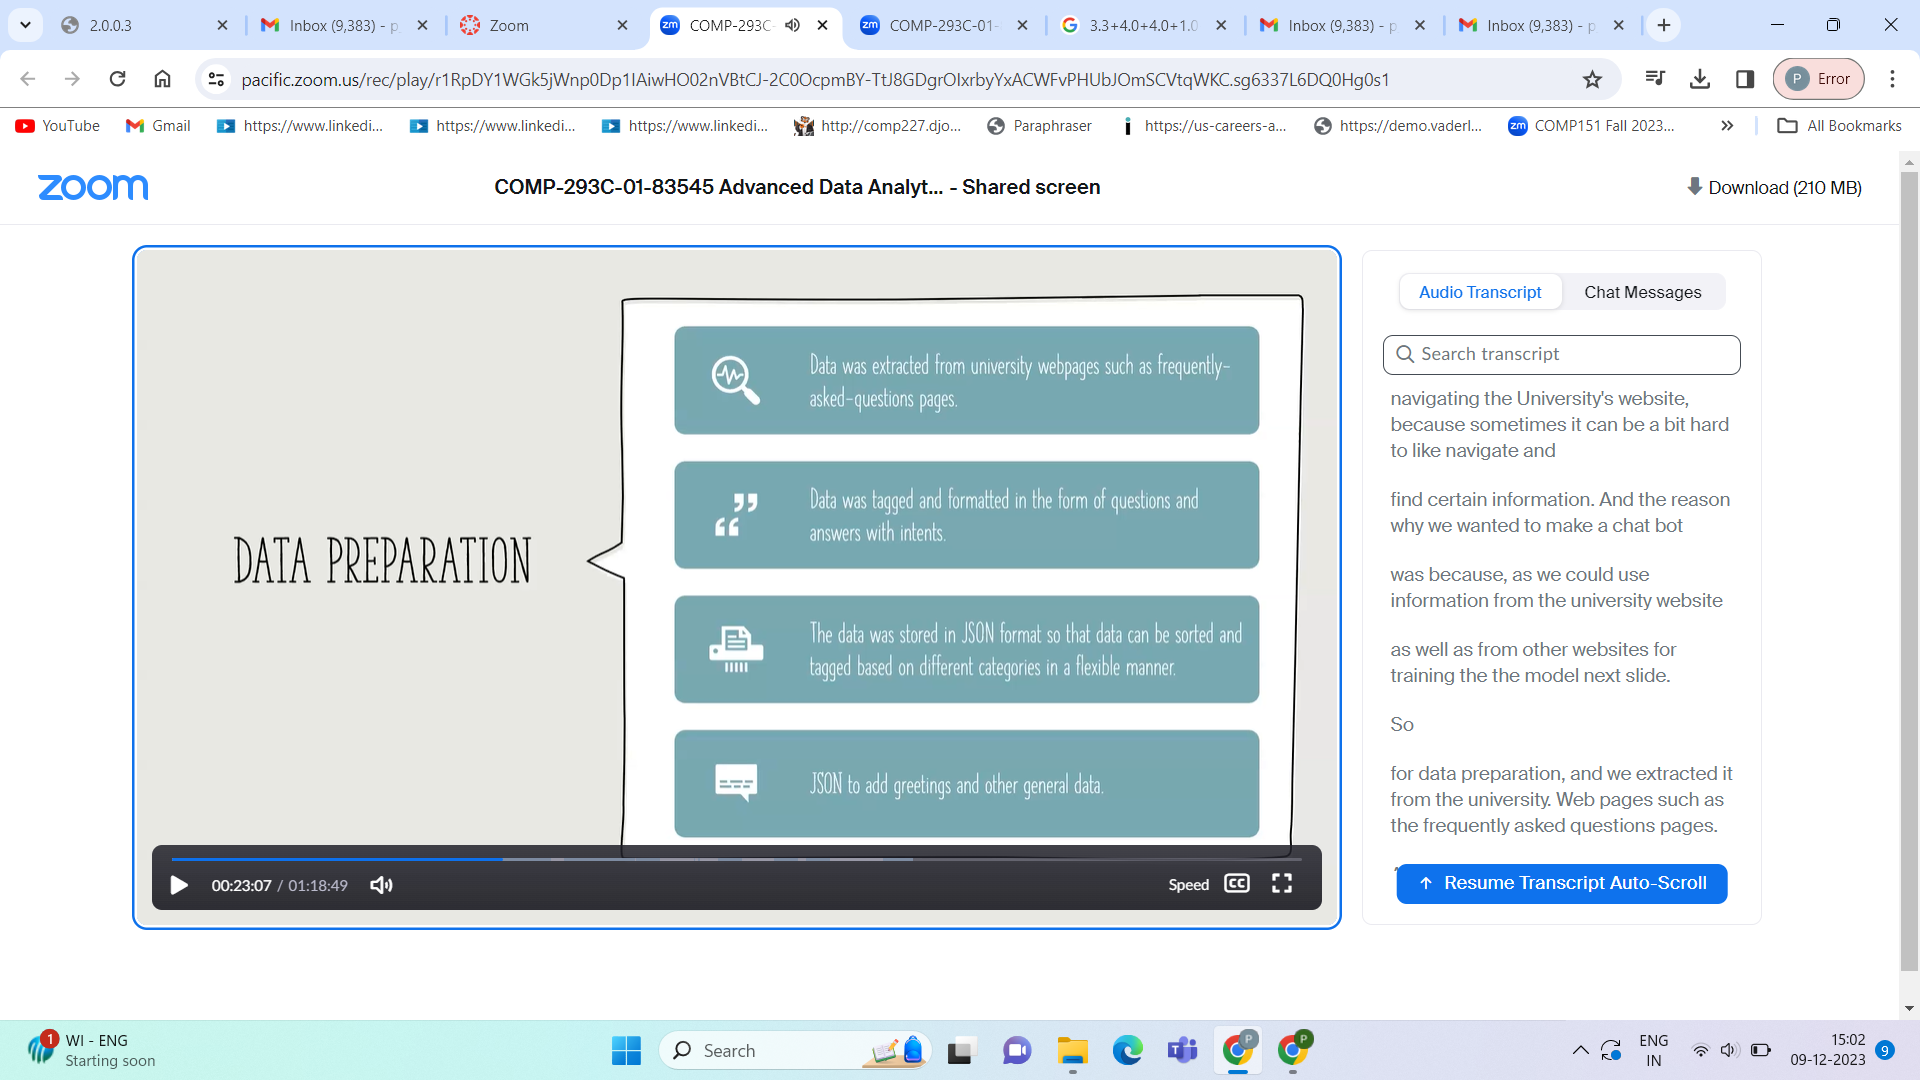 2.0.0.3
Inbox (9,383) - p
Zoom
COMP-293C-
COMP-293C-01-
3.3+4.0+4.0+1.0
Inbox (9,383) - p
Inbox (9,383) - p
pacific.zoom.us/rec/play/r1RpDY1WGk5jWnp0Dp1IAiwHO02nVBtCJ-2C0OcpmBY-TtJ8GDgrOIxrbyYxACWFvPHUbJOmSCVtqWKC.sg6337L6DQ0Hg0s1
P Error
YouTube
Gmail
https://www.linkedi...
https://www.linkedi...
https://www.linkedi...
http://comp227.djo...
Paraphraser
https://us-careers-a...
https://demo.vaderl...
COMP151 Fall 2023...
All Bookmarks
zoom
COMP-293C-01-83545 Advanced Data Analyt... - Shared screen
Download (210 MB)
DATA PREPARATION
Data was extracted from university webpages such as frequently-
asked-questions pages.
Data was tagged and formatted in the form of questions and
answers with intents.
The data was stored in JSON format so that data can be sorted and
tagged based on different categories in a flexible manner.
JSON to add greetings and other general data.
00:23:07 / 01:18:49
Speed
CC
Audio Transcript
Chat Messages
Search transcript
navigating the University's website,
because sometimes it can be a bit hard
to like navigate and
find certain information. And the reason
why we wanted to make a chat bot
was because, as we could use
information from the university website
as well as from other websites for
training the the model next slide.
So
for data preparation, and we extracted it
from the university. Web pages such as
the frequently asked questions pages.
Resume Transcript Auto-Scroll
1
WI - ENG
Starting soon
Search
ENG
IN
15:02
09-12-2023
9